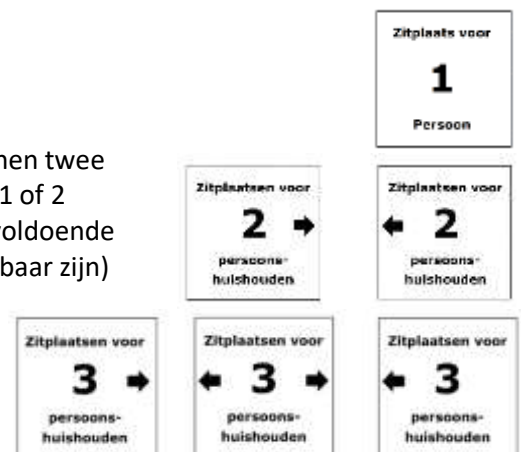 Zitplaats voor
1
Persoon
nen twee
1 of 2
voldoende
baar zijn)
Zitplaatsen voor
2 ➡
persoons-
huishouden
Zitplaatsen voor
⬅ 2
persoons-
huishouden
Zitplaatsen voor
3 ➡
persoons-
huishouden
Zitplaatsen voor
⬅ 3 ➡
persoons-
huishouden
Zitplaatsen voor
⬅ 3
persoons-
huishouden